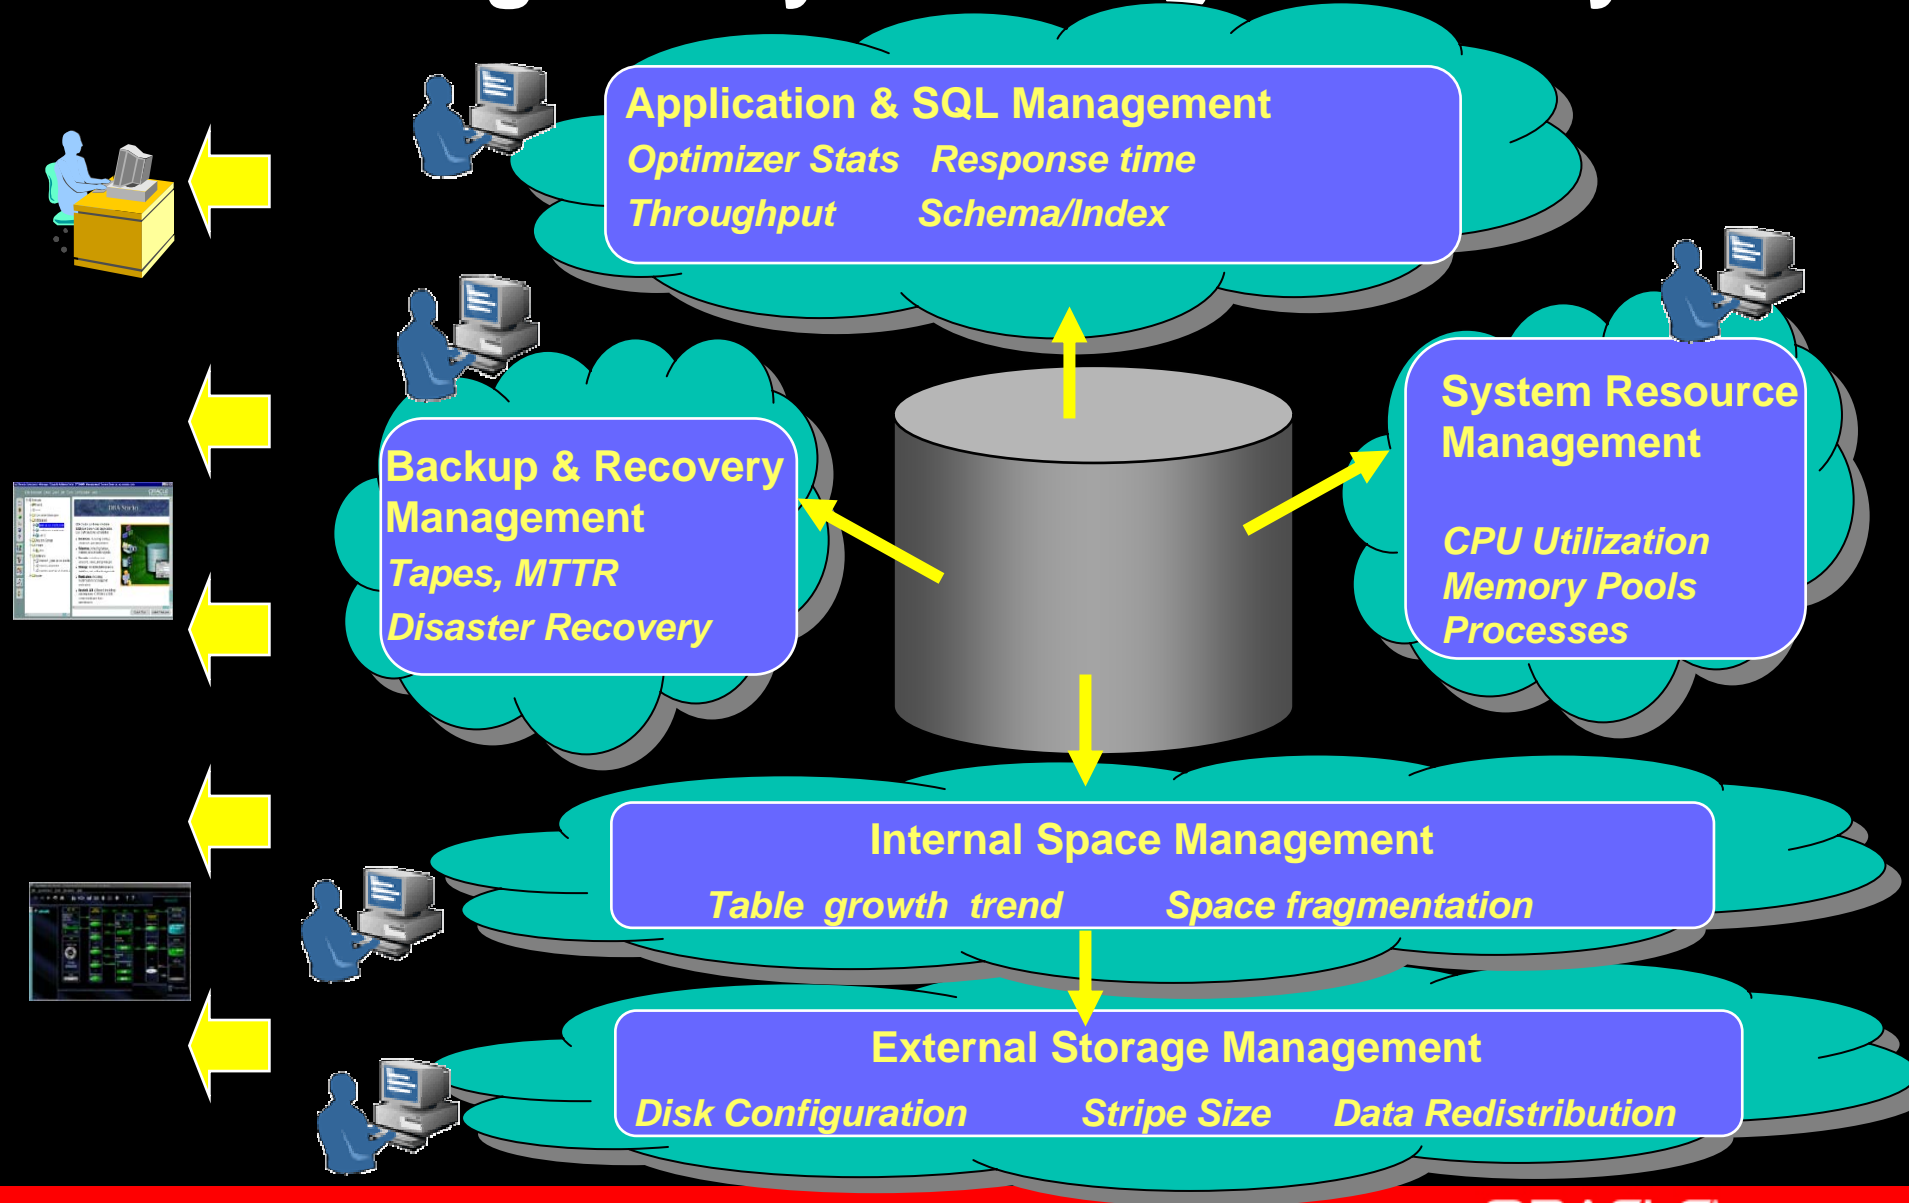 Application & SQL Management
Optimizer Stats Response time
Throughput Schema/Index
System Resource
Management
CPU Utilization
Memory Pools
Processes
Backup & Recovery
Management
Tapes, MTTR
Disaster Recovery
Internal Space Management
Table growth trend Space fragmentation
External Storage Management
Disk Configuration Stripe Size Data Redistribution